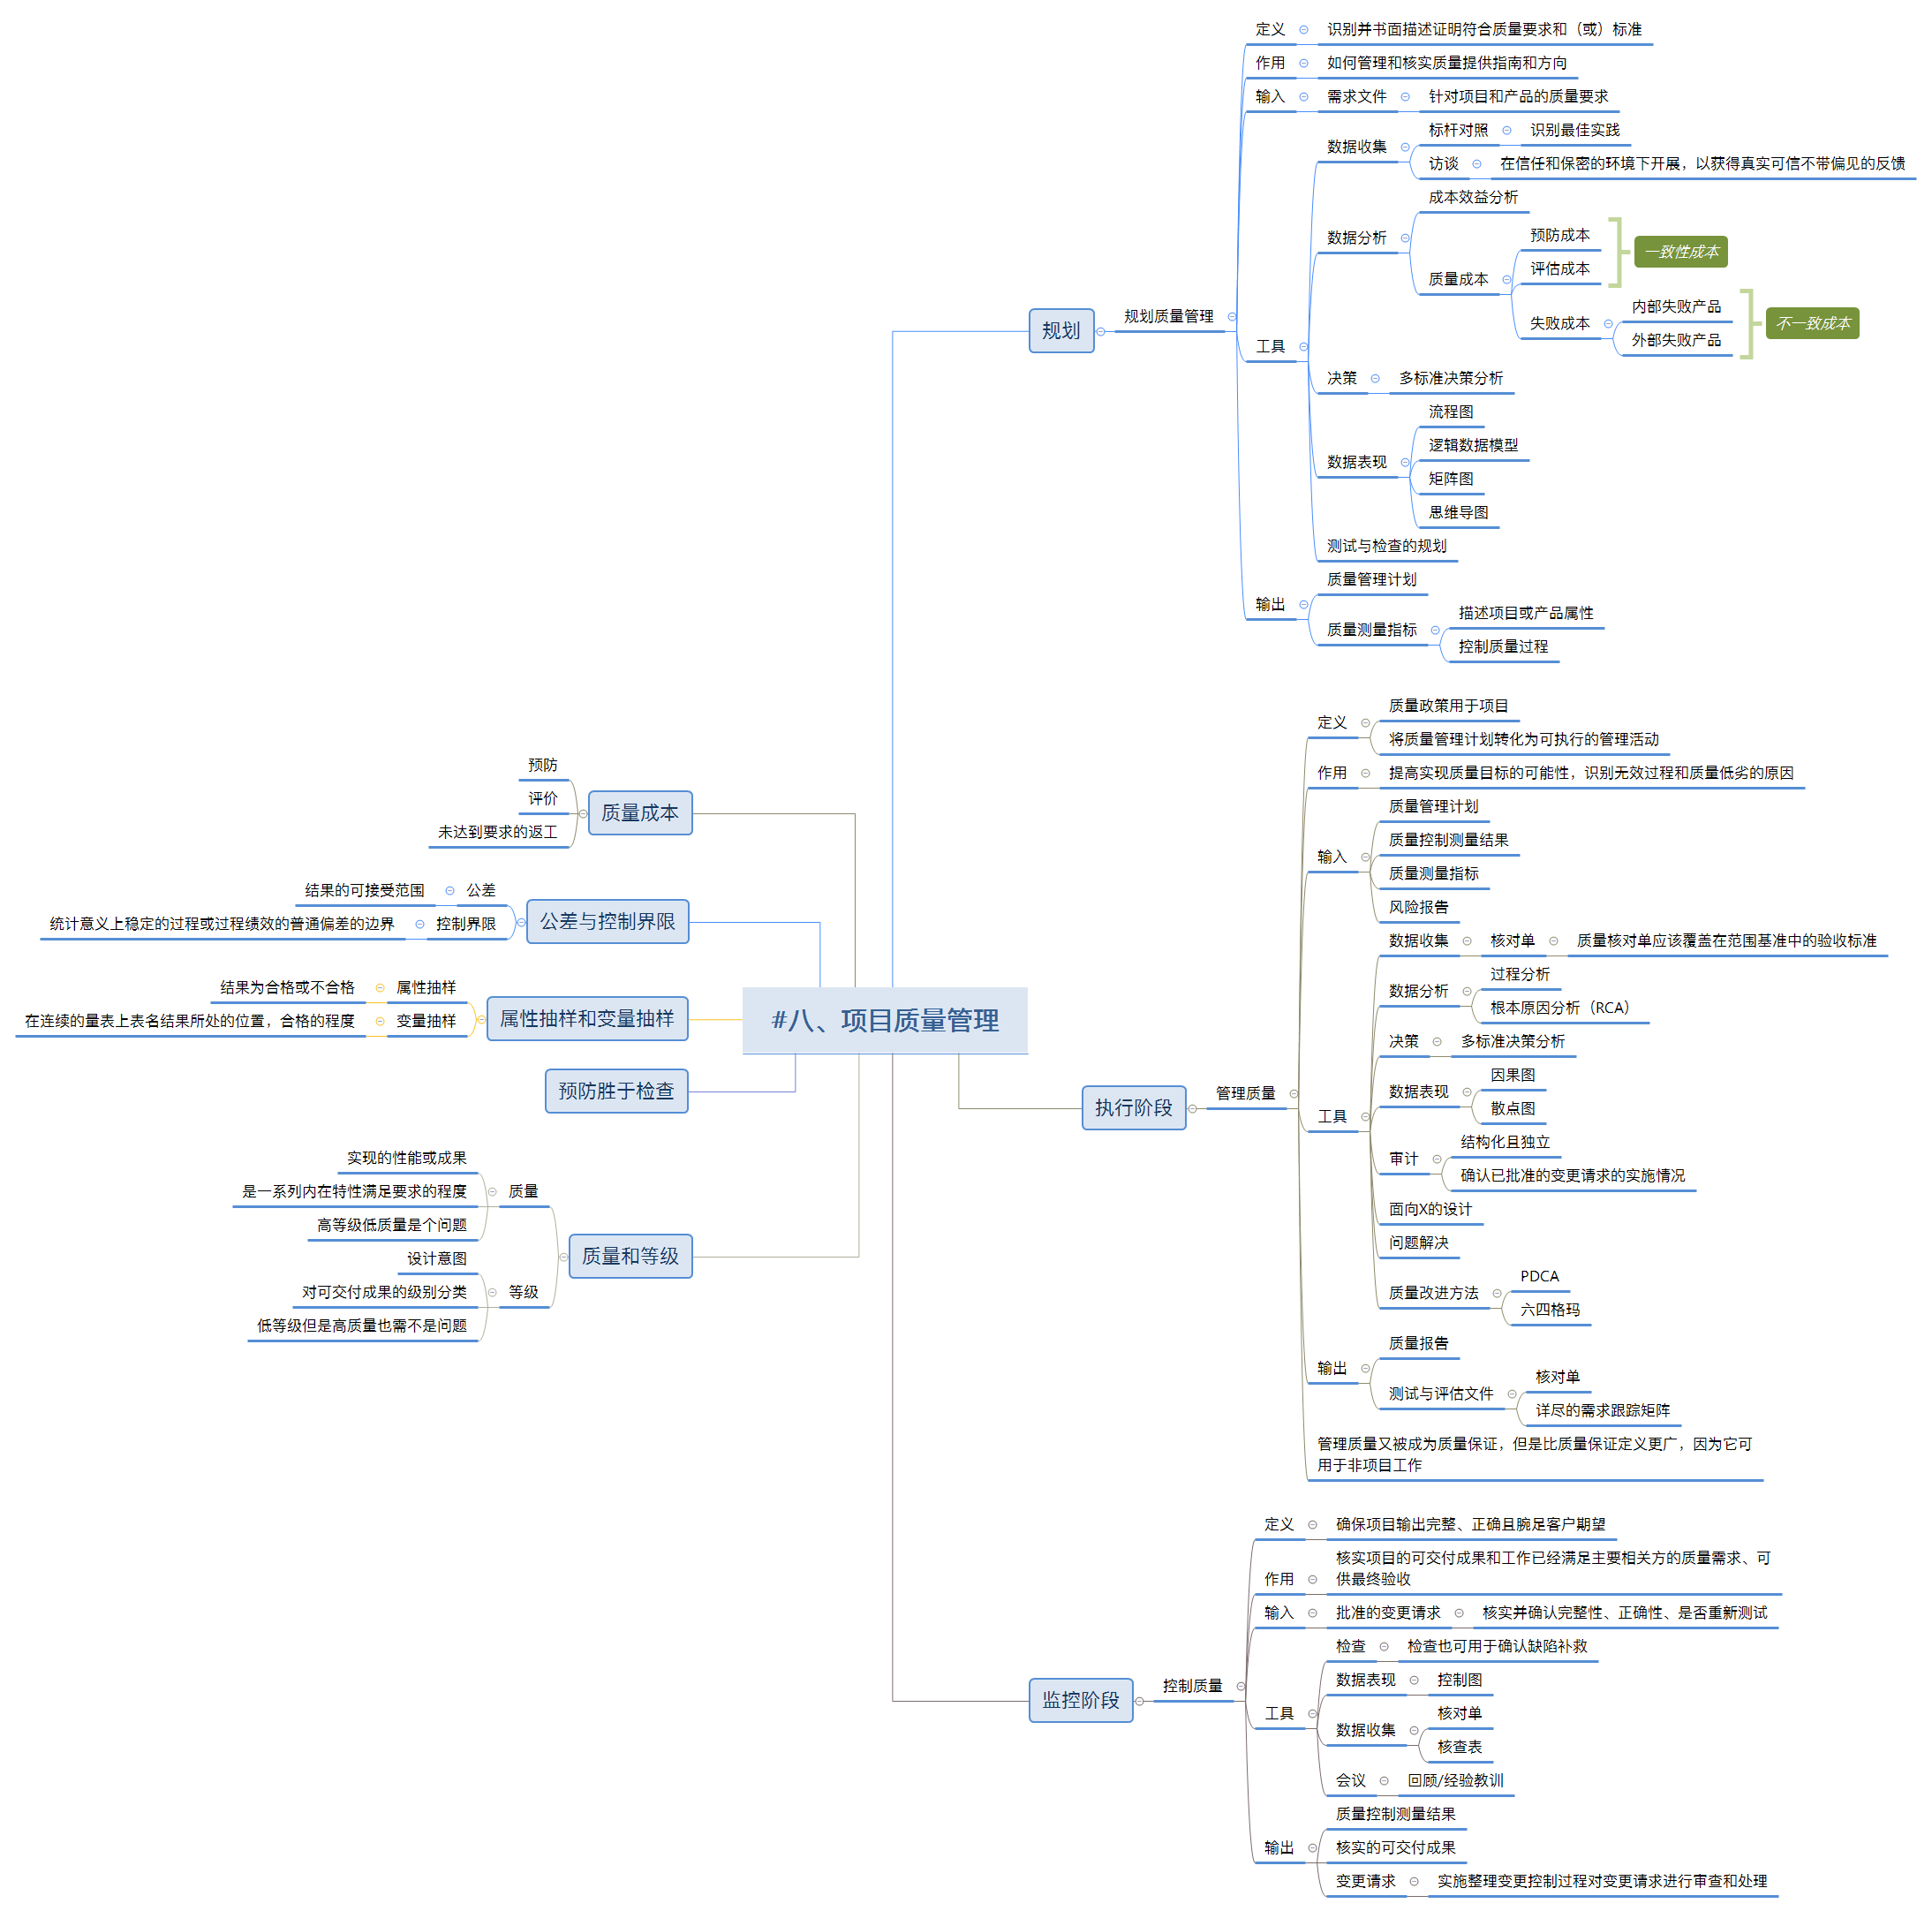 #八、项目质量管理
规划
规划质量管理
定义
识别并书面描述证明符合质量要求和（或）标准
作用
如何管理和核实质量提供指南和方向
输入
需求文件
针对项目和产品的质量要求
工具
数据收集
标杆对照
识别最佳实践
访谈
在信任和保密的环境下开展，以获得真实可信不带偏见的反馈
数据分析
成本效益分析
质量成本
预防成本
评估成本
一致性成本
失败成本
内部失败产品
外部失败产品
不一致成本
决策
多标准决策分析
数据表现
流程图
逻辑数据模型
矩阵图
思维导图
测试与检查的规划
输出
质量管理计划
质量测量指标
描述项目或产品属性
控制质量过程
执行阶段
管理质量
定义
质量政策用于项目
将质量管理计划转化为可执行的管理活动
作用
提高实现质量目标的可能性，识别无效过程和质量低劣的原因
输入
质量管理计划
质量控制测量结果
质量测量指标
风险报告
工具
数据收集
核对单
质量核对单应该覆盖在范围基准中的验收标准
数据分析
过程分析
根本原因分析（RCA）
决策
多标准决策分析
数据表现
因果图
散点图
审计
结构化且独立
确认已批准的变更请求的实施情况
面向X的设计
问题解决
质量改进方法
PDCA
六四格玛
输出
质量报告
测试与评估文件
核对单
详尽的需求跟踪矩阵
管理质量又被成为质量保证，但是比质量保证定义更广，因为它可
用于非项目工作
监控阶段
控制质量
定义
确保项目输出完整、正确且腕足客户期望
作用
核实项目的可交付成果和工作已经满足主要相关方的质量需求、可
供最终验收
输入
批准的变更请求
核实并确认完整性、正确性、是否重新测试
工具
检查
检查也可用于确认缺陷补救
数据表现
控制图
数据收集
核对单
核查表
会议
回顾/经验教训
输出
质量控制测量结果
核实的可交付成果
变更请求
实施整理变更控制过程对变更请求进行审查和处理
质量成本
预防
评价
未达到要求的返工
公差与控制界限
公差
结果的可接受范围
控制界限
统计意义上稳定的过程或过程绩效的普通偏差的边界
属性抽样和变量抽样
属性抽样
结果为合格或不合格
变量抽样
在连续的量表上表名结果所处的位置，合格的程度
预防胜于检查
质量和等级
质量
实现的性能或成果
是一系列内在特性满足要求的程度
高等级低质量是个问题
等级
设计意图
对可交付成果的级别分类
低等级但是高质量也需不是问题